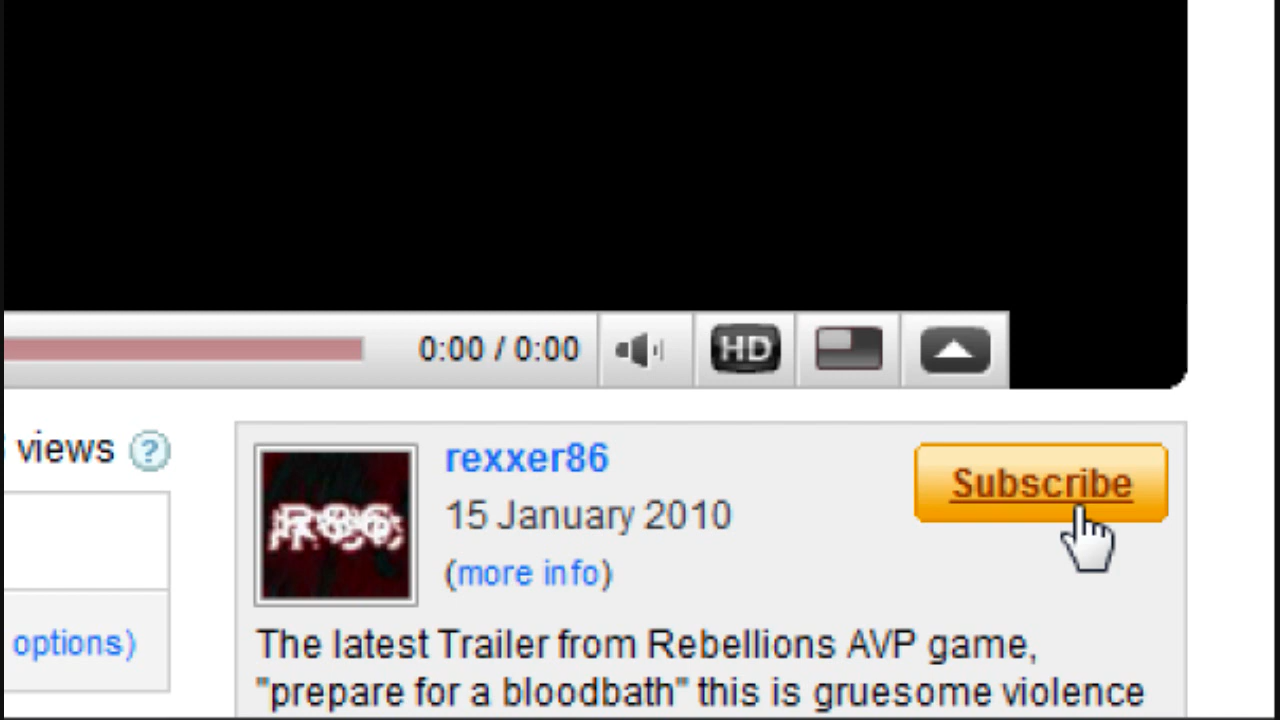 0:00 / 0:00
HD
views ?
rexxer86
Subscribe
15 January 2010
(more info)
R86
options)
The latest Trailer from Rebellions AVP game,
"prepare for a bloodbath" this is gruesome violence